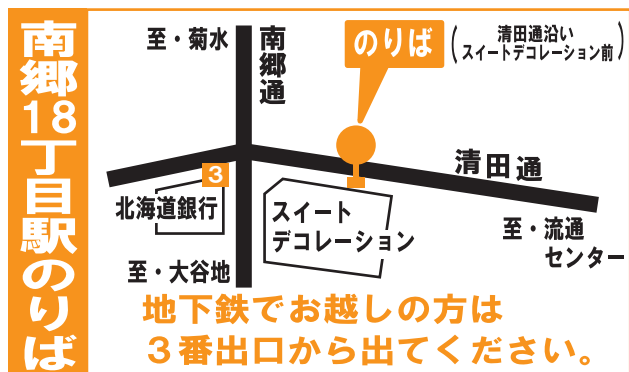 南郷18丁目駅のりば
至・菊水
南郷通
のりば
(清田通沿い
スイートデコレーション前)
清田通
3
北海道銀行
スイート
デコレーション
至・流通
センター
至・大谷地
地下鉄でお越しの方は
３番出口から出てください。